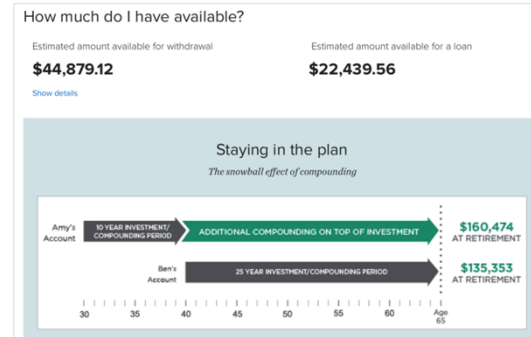 How much do I have available?
Estimated amount available for withdrawal
$44,879.12
Show details
Estimated amount available for a loan
$22,439.56
Staying in the plan
The snowball effect of compounding
Amy's
Account
10 YEAR INVESTMENT/
COMPOUNDING PERIOD
ADDITIONAL COMPOUNDING ON TOP OF INVESTMENT
$160,474
AT RETIREMENT
Ben's
Account
25 YEAR INVESTMENT/COMPOUNDING PERIOD
$135,353
AT RETIREMENT
30 35 40 45 50 55 60 Age
65